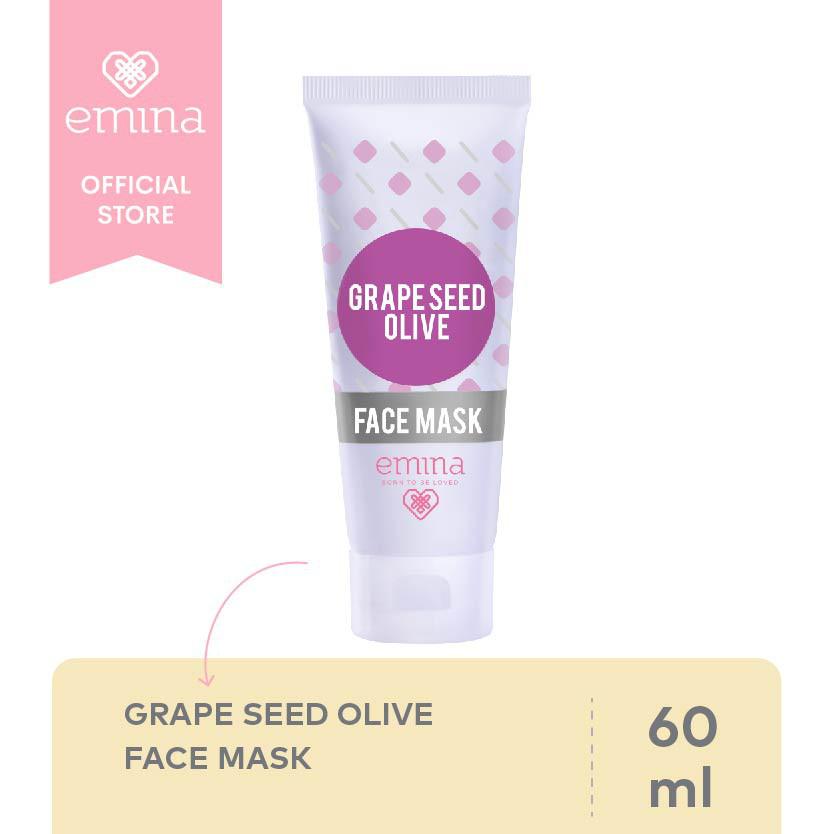 emina
OFFICIAL
STORE
GRAPE SEED
OLIVE
FACE MASK
emina
BORN TO BE LOVED
GRAPE SEED OLIVE
FACE MASK
60
ml